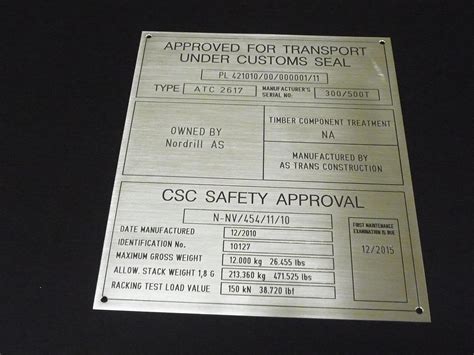 APPROVED FOR TRANSPORT
UNDER CUSTOMS SEAL
PL 421010/00/000001/11
TYPE ATC 2617 MANUFACTURER'S SERIAL NO: 300/500T
OWNED BY
Nordrill AS
TIMBER COMPONENT TREATMENT
NA
MANUFACTURED BY
AS TRANS CONSTRUCTION
CSC SAFETY APPROVAL
N-NV/454/11/10
DATE MANUFACTURED 12/2010
IDENTIFICATION No. 10127
MAXIMUM GROSS WEIGHT 12.000 kg 26.455 lbs
ALLOW. STACK WEIGHT 1,8 G 213.360 kg 471.525 lbs
RACKING TEST LOAD VALUE 150 kN 38.720 lbf
FIRST MAINTENANCE
EXAMINATION IS DUE
12/2015